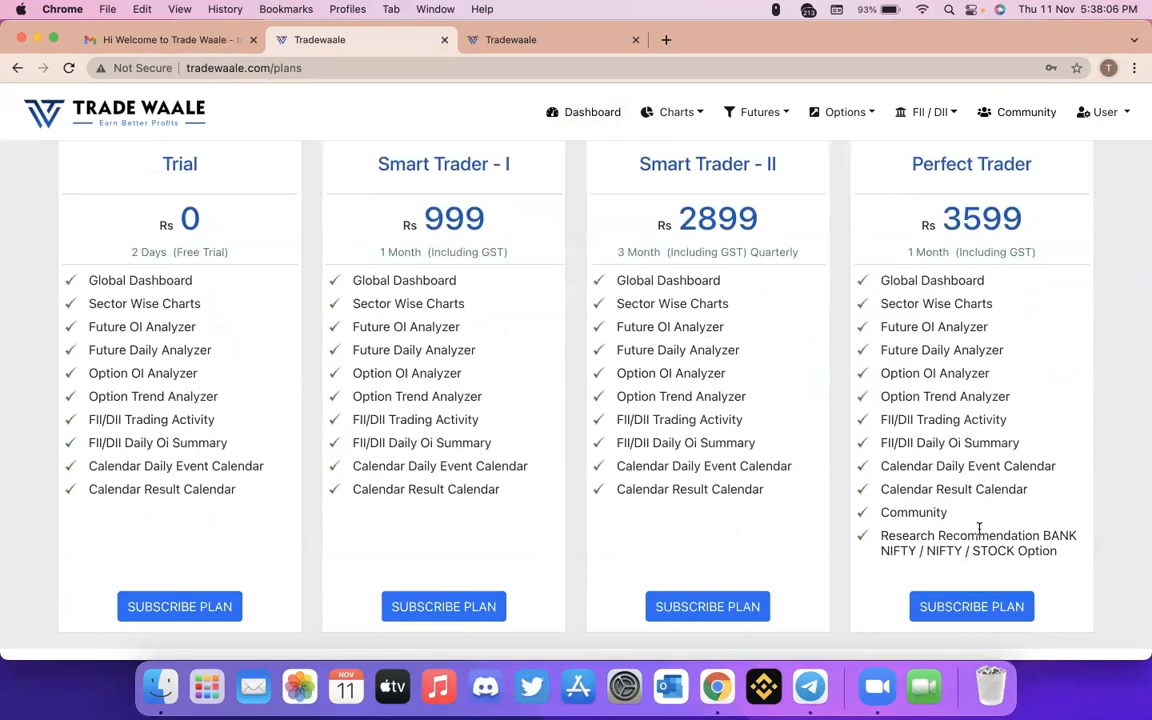 Chrome File Edit View History Bookmarks Profiles Tab Window Help 93% Thu 11 Nov 5:38:06 PM
Hi Welcome to Trade Waale - Tradewaale Tradewaale
Not Secure tradewaale.com/plans T
TRADE WAALE
Earn Better Profits
Dashboard Charts Futures Options FII / DII Community User
Trial
Rs 0
2 Days (Free Trial)
Global Dashboard
Sector Wise Charts
Future OI Analyzer
Future Daily Analyzer
Option OI Analyzer
Option Trend Analyzer
FII/DII Trading Activity
FII/DII Daily Oi Summary
Calendar Daily Event Calendar
Calendar Result Calendar
SUBSCRIBE PLAN
Smart Trader - I
Rs 999
1 Month (Including GST)
Global Dashboard
Sector Wise Charts
Future OI Analyzer
Future Daily Analyzer
Option OI Analyzer
Option Trend Analyzer
FII/DII Trading Activity
FII/DII Daily Oi Summary
Calendar Daily Event Calendar
Calendar Result Calendar
SUBSCRIBE PLAN
Smart Trader - II
Rs 2899
3 Month (Including GST) Quarterly
Global Dashboard
Sector Wise Charts
Future OI Analyzer
Future Daily Analyzer
Option OI Analyzer
Option Trend Analyzer
FII/DII Trading Activity
FII/DII Daily Oi Summary
Calendar Daily Event Calendar
Calendar Result Calendar
SUBSCRIBE PLAN
Perfect Trader
Rs 3599
1 Month (Including GST)
Global Dashboard
Sector Wise Charts
Future OI Analyzer
Future Daily Analyzer
Option OI Analyzer
Option Trend Analyzer
FII/DII Trading Activity
FII/DII Daily Oi Summary
Calendar Daily Event Calendar
Calendar Result Calendar
Community
Research Recommendation BANK
NIFTY / NIFTY / STOCK Option
SUBSCRIBE PLAN
NOV
11
tv